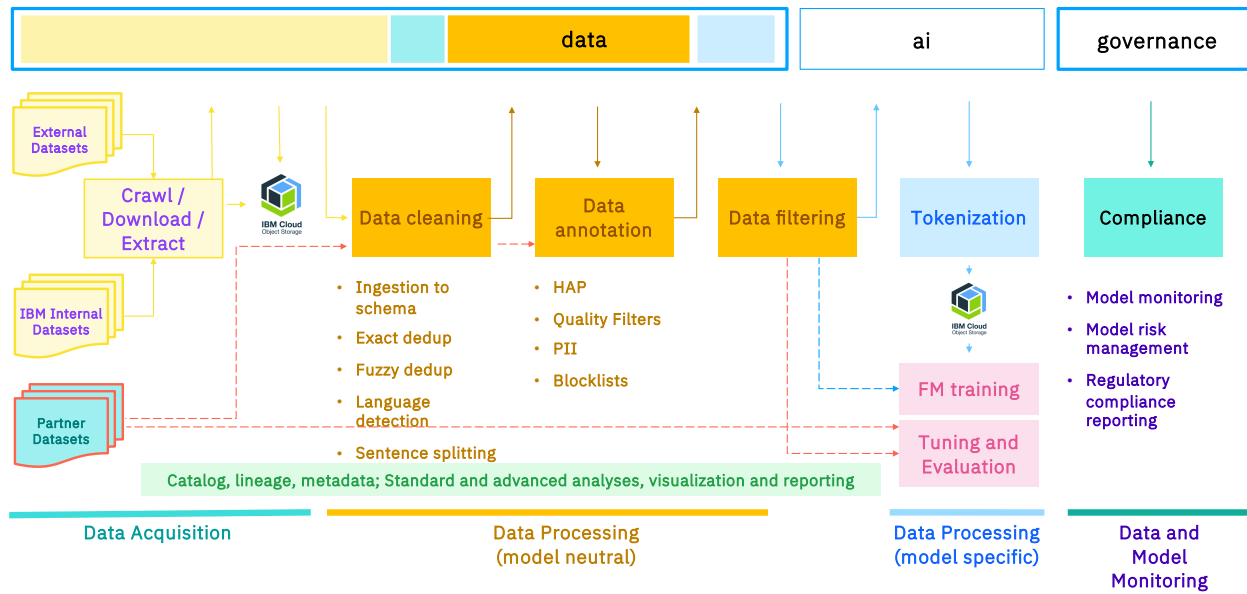 data
ai
governance
External
Datasets
Crawl /
Download /
Extract
IBM Internal
Datasets
Partner
Datasets
IBM Cloud
Object Storage
Data cleaning
• Ingestion to
schema
• Exact dedup
• Fuzzy dedup
• Language
detection
• Sentence splitting
Data
annotation
• HAP
• Quality Filters
• PII
• Blocklists
Data filtering
Tokenization
IBM Cloud
Object Storage
FM training
Tuning and
Evaluation
Compliance
• Model monitoring
• Model risk
management
• Regulatory
compliance
reporting
Catalog, lineage, metadata; Standard and advanced analyses, visualization and reporting
Data Acquisition
Data Processing
(model neutral)
Data Processing
(model specific)
Data and
Model
Monitoring